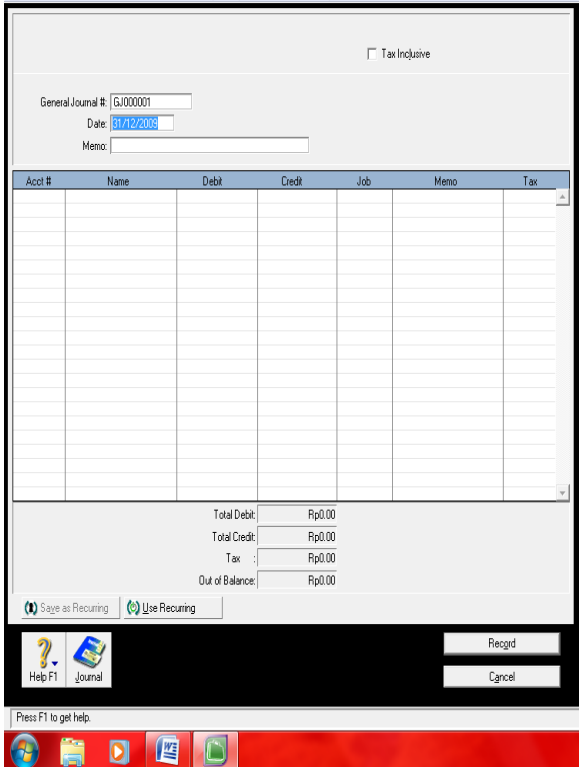 Tax Inclusive
General Journal #: GJ000001
Date: 31/12/2009
Memo:
Acct # Name Debit Credit Job Memo Tax
Total Debit: Rp0.00
Total Credit: Rp0.00
Tax : Rp0.00
Out of Balance: Rp0.00
Save as Recurring Use Recurring
Help F1 Journal
Record
Cancel
Press F1 to get help.